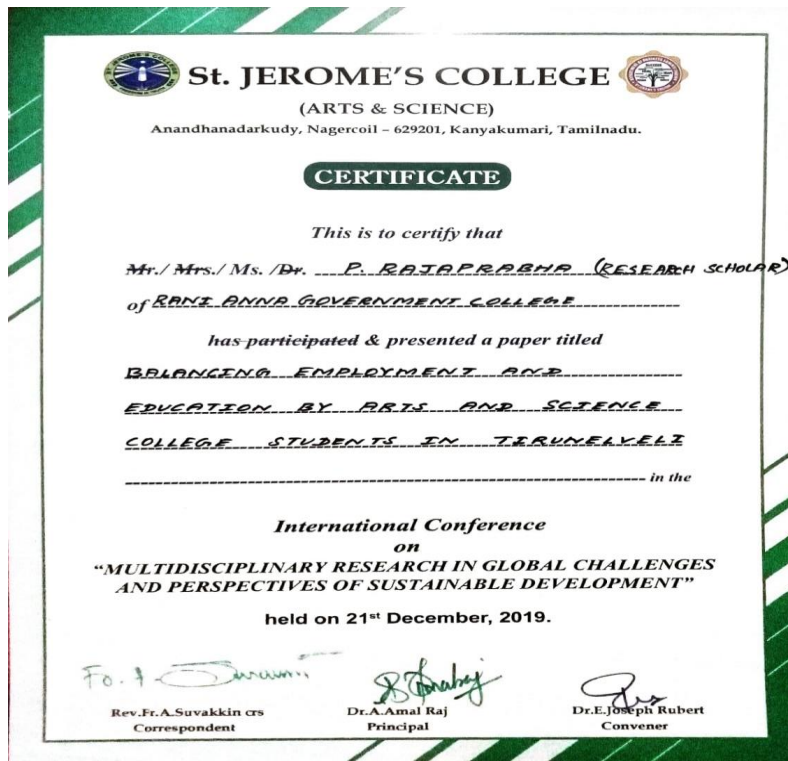 St. JEROME'S COLLEGE
(ARTS & SCIENCE)
Anandhanadarkudy, Nagercoil – 629201, Kanyakumari, Tamilnadu.
CERTIFICATE
This is to certify that
Mr./ Mrs./ Ms. /Dr. P. RAJAPRABHA (RESEARCH SCHOLAR)
of RANI ANNA GOVERNMENT COLLEGE
has participated & presented a paper titled
BALANCING EMPLOYMENT AND
EDUCATION BY ARTS AND SCIENCE
COLLEGE STUDENTS IN TIRUNELVELI
in the
International Conference
on
“MULTIDISCIPLINARY RESEARCH IN GLOBAL CHALLENGES
AND PERSPECTIVES OF SUSTAINABLE DEVELOPMENT”
held on 21st December, 2019.
Rev.Fr.A.Suvakkin crs Dr.A.Amal Raj Dr.E.Joseph Rubert
Correspondent Principal Convener